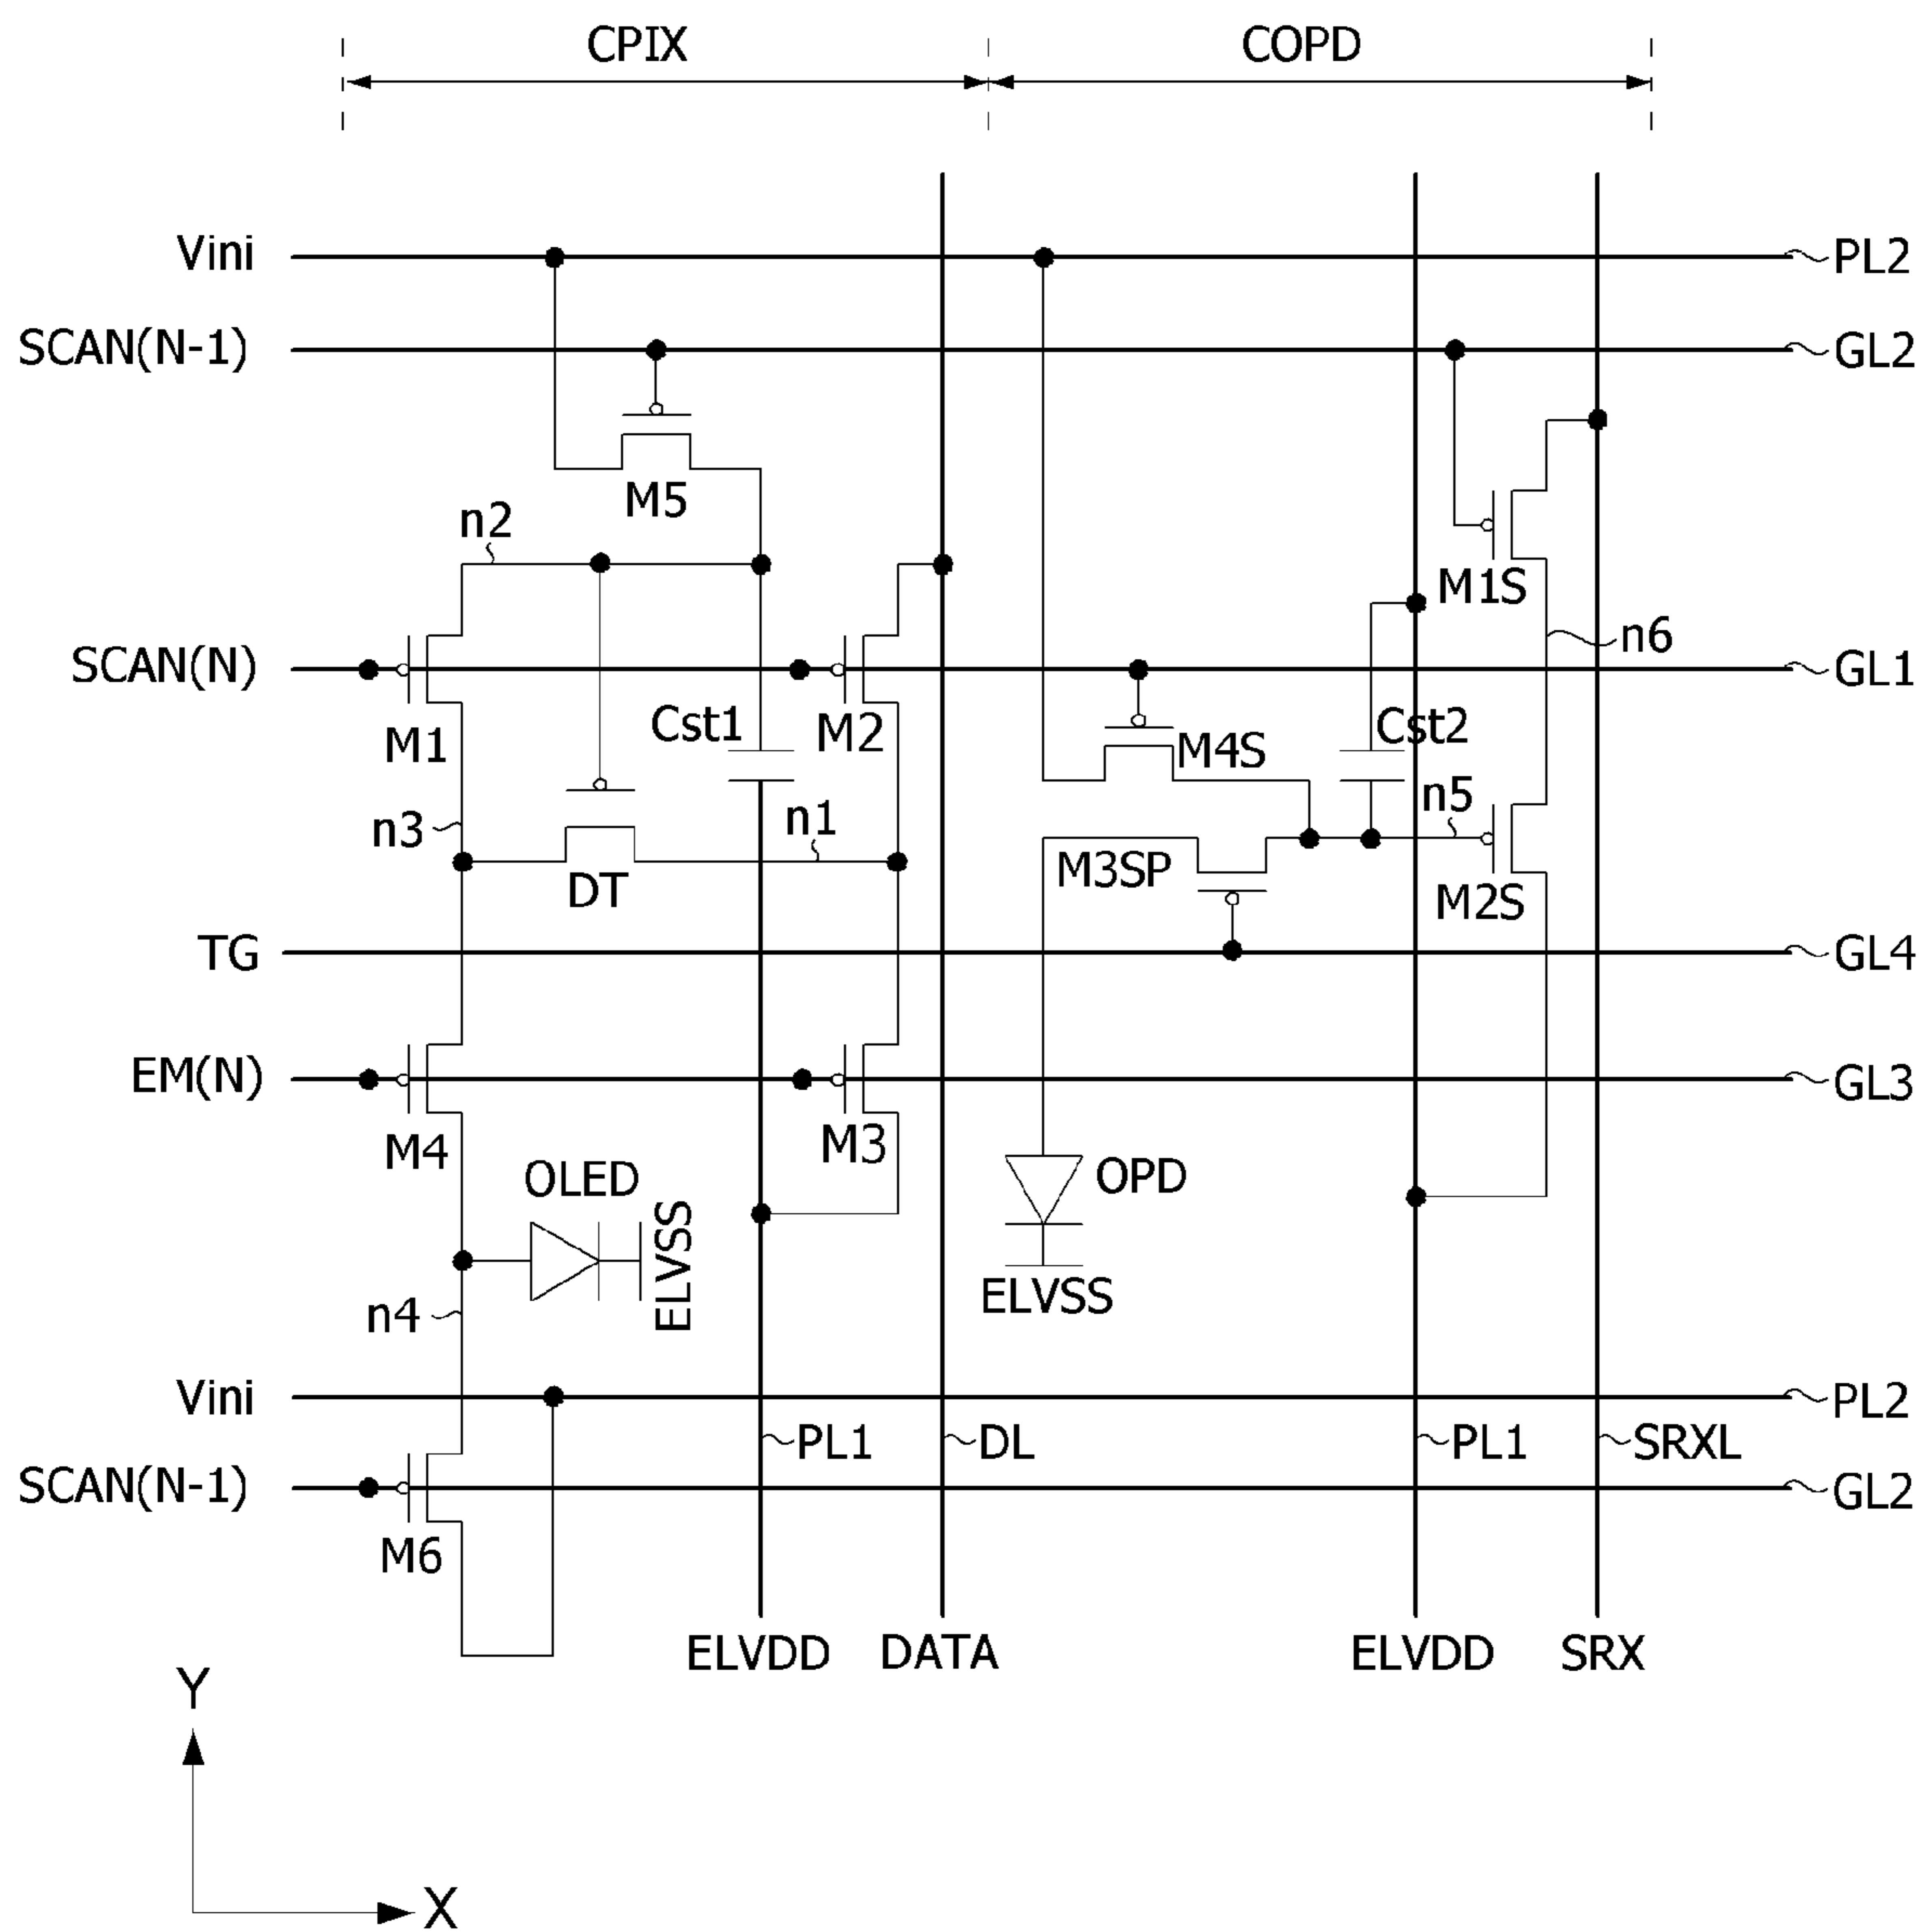 CPIX COPD
Vini PL2
SCAN(N-1) GL2
M5
n2
M1S
n6
SCAN(N) GL1
M1 Cst1 M2 M4S Cst2
n3 n1 n5
DT M3SP M2S
TG GL4
EM(N) GL3
M4 M3
OLED ELVSS OPD
ELVSS
n4
Vini PL2
PL1 DL PL1 SRXL
SCAN(N-1) GL2
M6
ELVDD DATA ELVDD SRX
Y
X